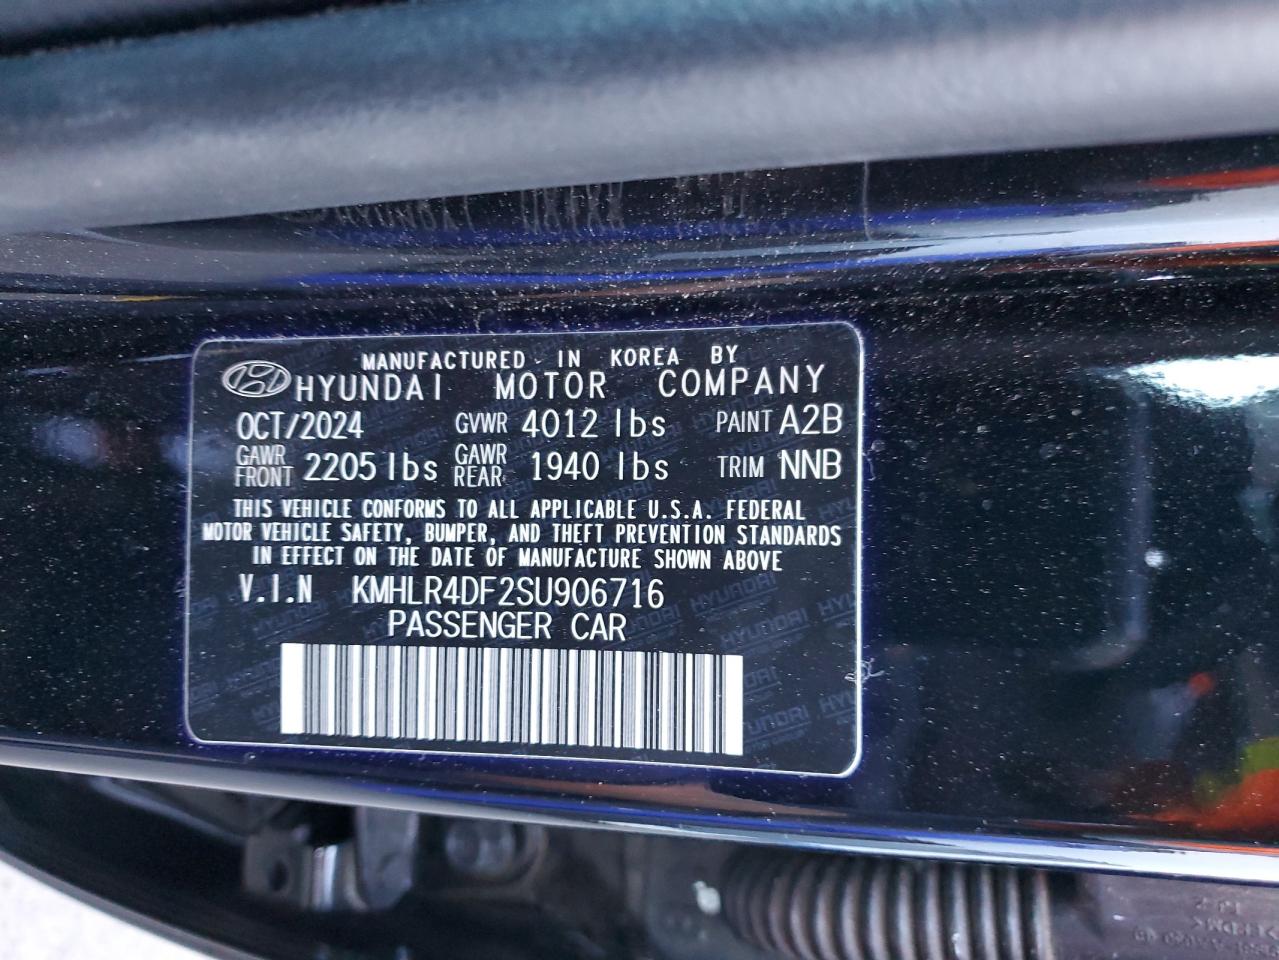 MANUFACTURED IN KOREA BY
HYUNDAI MOTOR COMPANY
OCT/2024 GVWR 4012 lbs PAINT A2B
GAWR FRONT 2205 lbs GAWR REAR 1940 lbs TRIM NNB
THIS VEHICLE CONFORMS TO ALL APPLICABLE U.S.A. FEDERAL
MOTOR VEHICLE SAFETY, BUMPER, AND THEFT PREVENTION STANDARDS
IN EFFECT ON THE DATE OF MANUFACTURE SHOWN ABOVE
V.I.N KMHLR4DF2SU906716
PASSENGER CAR